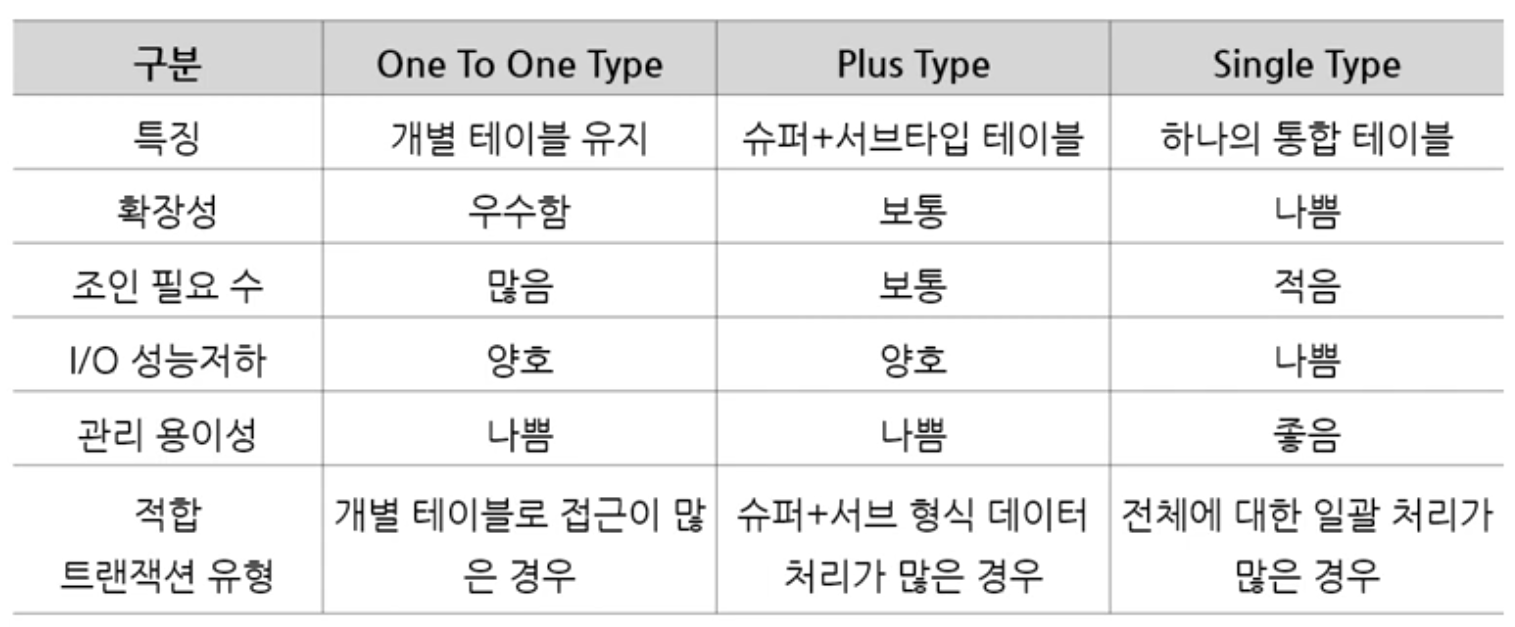 구분 One To One Type Plus Type Single Type
특징 개별 테이블 유지 슈퍼+서브타입 테이블 하나의 통합 테이블
확장성 우수함 보통 나쁨
조인 필요 수 많음 보통 적음
I/O 성능저하 양호 양호 나쁨
관리 용이성 나쁨 나쁨 좋음
적합 개별 테이블로 접근이 많 슈퍼+서브 형식 데이터 전체에 대한 일괄 처리가
트랜잭션 유형 은 경우 처리가 많은 경우 많은 경우